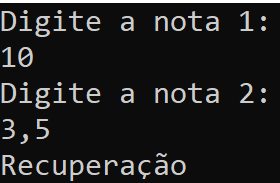 Digite a nota 1:
10
Digite a nota 2:
3,5
Recuperação